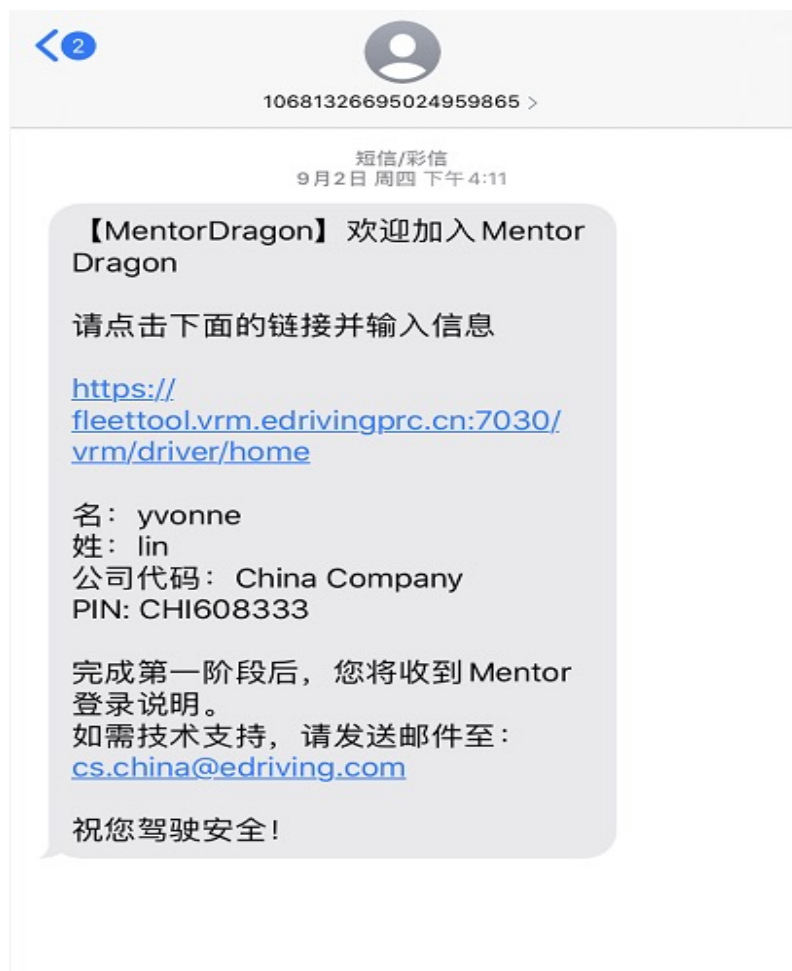 2
10681326695024959865 >
短信/彩信
9月2日 周四 下午4:11
【MentorDragon】欢迎加入Mentor
Dragon
请点击下面的链接并输入信息
https://
fleettool.vrm.edrivingprc.cn:7030/
vrm/driver/home
名： yvonne
姓： lin
公司代码： China Company
PIN: CHI608333
完成第一阶段后，您将收到Mentor
登录说明。
如需技术支持，请发送邮件至：
cs.china@edriving.com
祝您驾驶安全！